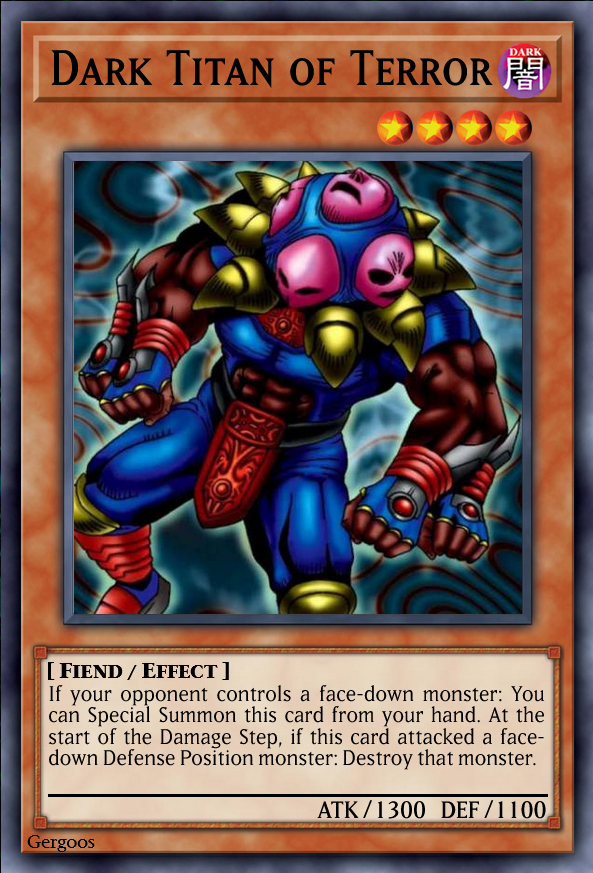 Dark Titan of Terror
DARK
闇
[ Fiend / Effect ]
If your opponent controls a face-down monster: You
can Special Summon this card from your hand. At the
start of the Damage Step, if this card attacked a face-
down Defense Position monster: Destroy that monster.
ATK/1300 DEF/1100
Gergoos